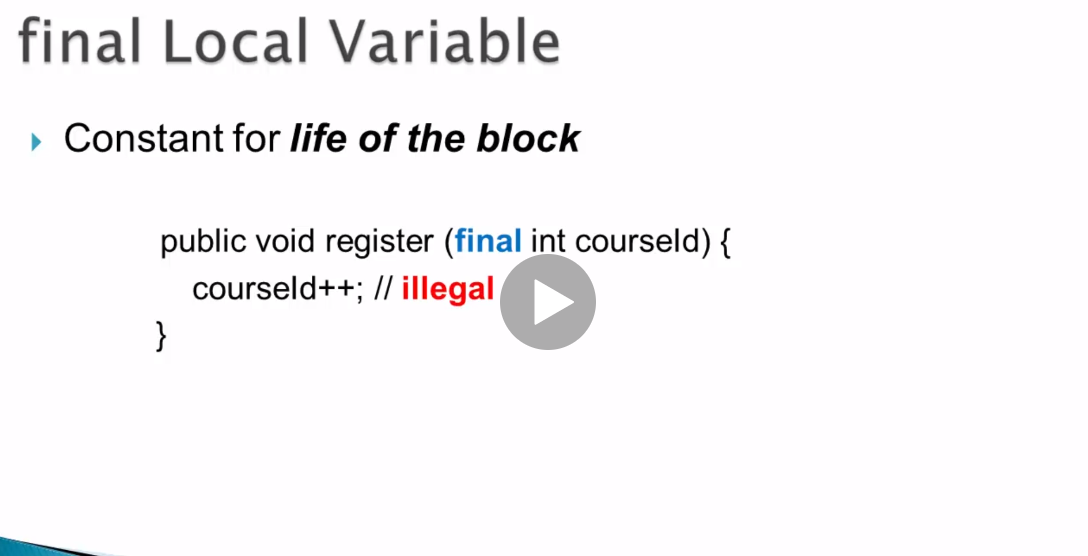 final Local Variable
Constant for life of the block
public void register (final int courseId) {
courseId++; // illegal
}